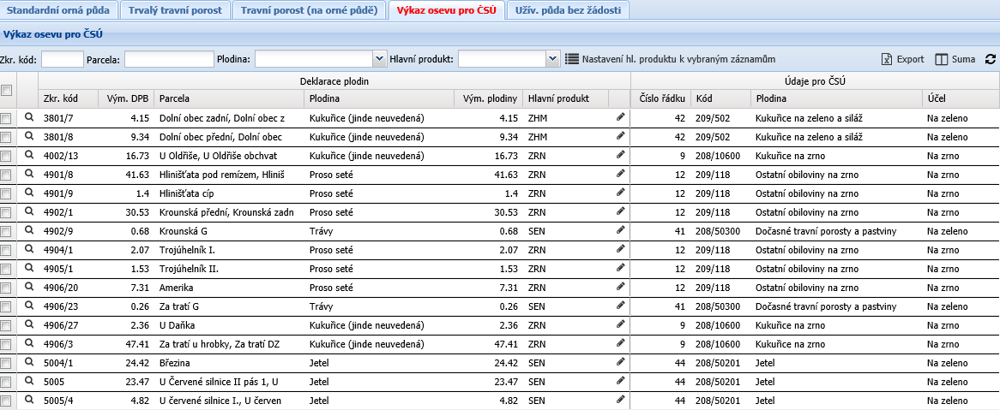 Standardní orná půda Trvalý travní porost Travní porost (na orné půdě) Výkaz osevu pro ČSÚ Užív. půda bez žádosti
Výkaz osevu pro ČSÚ
Zkr. kód: Parcela: Plodina: Hlavní produkt: Nastavení hl. produktu k vybraným záznamům Export Suma
Deklarace plodin Údaje pro ČSÚ
Zkr. kód Vým. DPB Parcela Plodina Vým. plodiny Hlavní produkt Číslo řádku Kód Plodina Účel
3801/7 4.15 Dolní obec zadní, Dolní obec z Kukuřice (jinde neuvedená) 4.15 ZHM 42 209/502 Kukuřice na zeleno a siláž Na zeleno
3801/8 9.34 Dolní obec přední, Dolní obec Kukuřice (jinde neuvedená) 9.34 ZHM 42 209/502 Kukuřice na zeleno a siláž Na zeleno
4002/13 16.73 U Oldřiše, U Oldřiše obchvat Kukuřice (jinde neuvedená) 16.73 ZRN 9 208/10600 Kukuřice na zrno Na zrno
4901/8 41.63 Hlinišťata pod remízem, Hliniš Proso seté 41.63 ZRN 12 209/118 Ostatní obiloviny na zrno Na zrno
4901/9 1.4 Hlinišťata cíp Proso seté 1.4 ZRN 12 209/118 Ostatní obiloviny na zrno Na zrno
4902/1 30.53 Krounská přední, Krounská zadn Proso seté 30.53 ZRN 12 209/118 Ostatní obiloviny na zrno Na zrno
4902/9 0.68 Krounská G Trávy 0.68 SEN 41 208/50300 Dočasné travní porosty a pastviny Na zeleno
4904/1 2.07 Trojúhelník I. Proso seté 2.07 ZRN 12 209/118 Ostatní obiloviny na zrno Na zrno
4905/1 1.53 Trojúhelník II. Proso seté 1.53 ZRN 12 209/118 Ostatní obiloviny na zrno Na zrno
4906/20 7.31 Amerika Proso seté 7.31 ZRN 12 209/118 Ostatní obiloviny na zrno Na zrno
4906/23 0.26 Za tratí G Trávy 0.26 SEN 41 208/50300 Dočasné travní porosty a pastviny Na zeleno
4906/27 2.36 U Daňka Kukuřice (jinde neuvedená) 2.36 ZRN 9 208/10600 Kukuřice na zrno Na zrno
4906/3 47.41 Za tratí u hrobky, Za tratí DZ Kukuřice (jinde neuvedená) 47.41 ZRN 9 208/10600 Kukuřice na zrno Na zrno
5004/1 24.42 Březina Jetel 24.42 SEN 44 208/50201 Jetel Na zeleno
5005 23.47 U Červené silnice II pás 1, U Jetel 23.47 SEN 44 208/50201 Jetel Na zeleno
5005/4 4.82 U červené silnice I., U červen Jetel 4.82 SEN 44 208/50201 Jetel Na zeleno